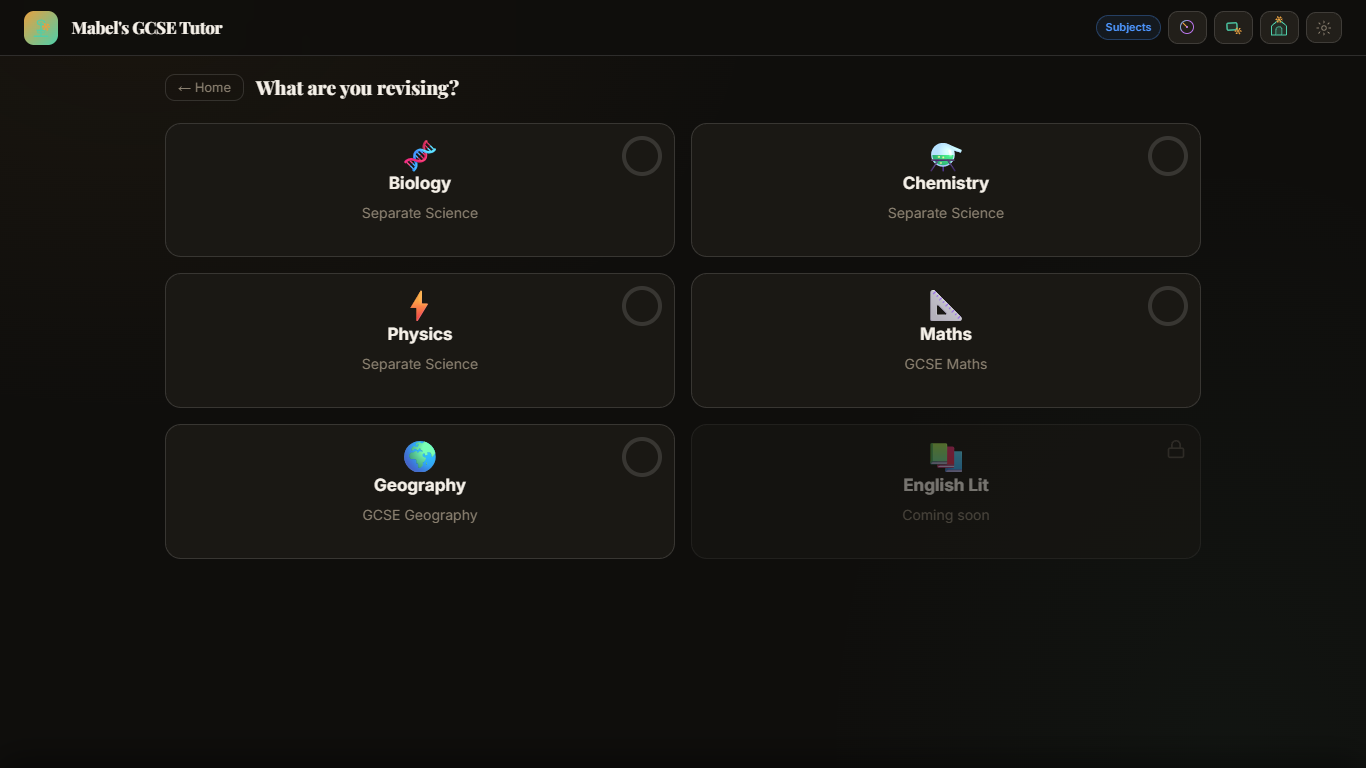 Mabel's GCSE Tutor
Subjects
← Home
What are you revising?
Biology
Separate Science
Chemistry
Separate Science
Physics
Separate Science
Maths
GCSE Maths
Geography
GCSE Geography
English Lit
Coming soon